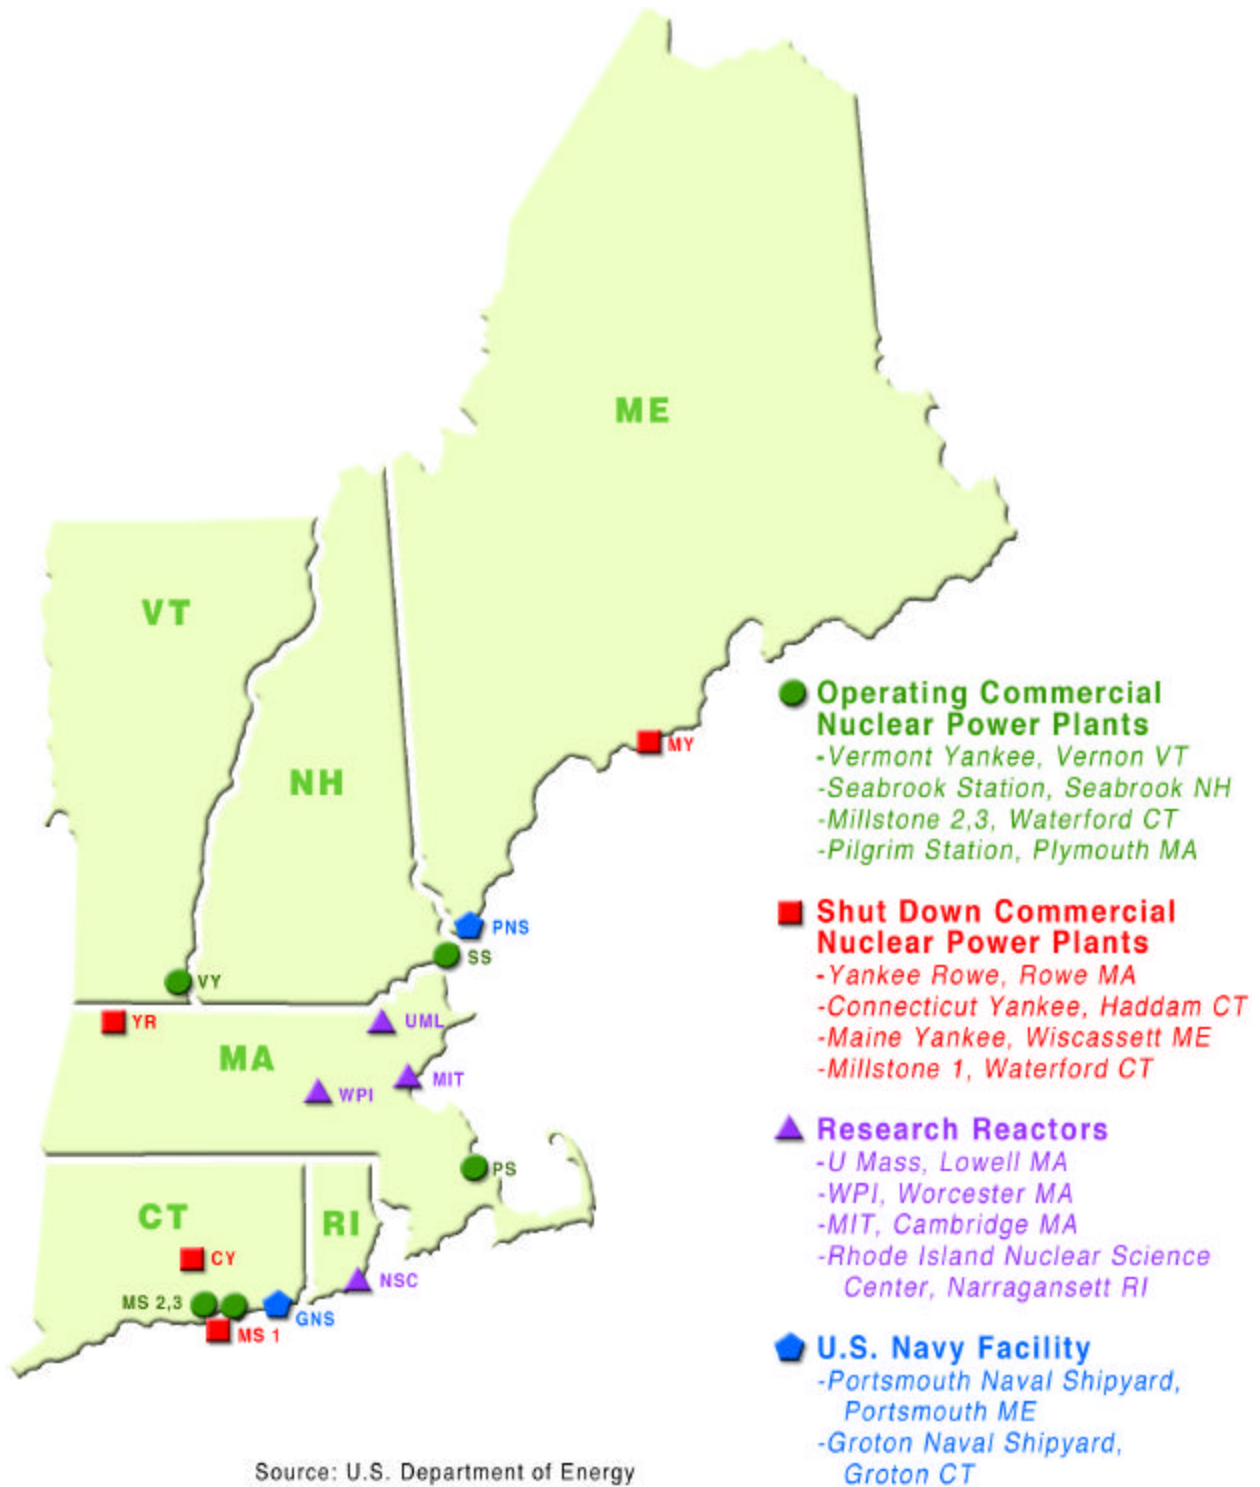 ME
VT
NH
MY
PNS
SS
VY
YR
UML
MA
MIT
WPI
PS
CT
RI
CY
NSC
MS 2,3
GNS
MS 1
Operating Commercial
Nuclear Power Plants
-Vermont Yankee, Vernon VT
-Seabrook Station, Seabrook NH
-Millstone 2,3, Waterford CT
-Pilgrim Station, Plymouth MA
Shut Down Commercial
Nuclear Power Plants
-Yankee Rowe, Rowe MA
-Connecticut Yankee, Haddam CT
-Maine Yankee, Wiscassett ME
-Millstone 1, Waterford CT
Research Reactors
-U Mass, Lowell MA
-WPI, Worcester MA
-MIT, Cambridge MA
-Rhode Island Nuclear Science
Center, Narragansett RI
U.S. Navy Facility
-Portsmouth Naval Shipyard,
Portsmouth ME
-Groton Naval Shipyard,
Groton CT
Source: U.S. Department of Energy